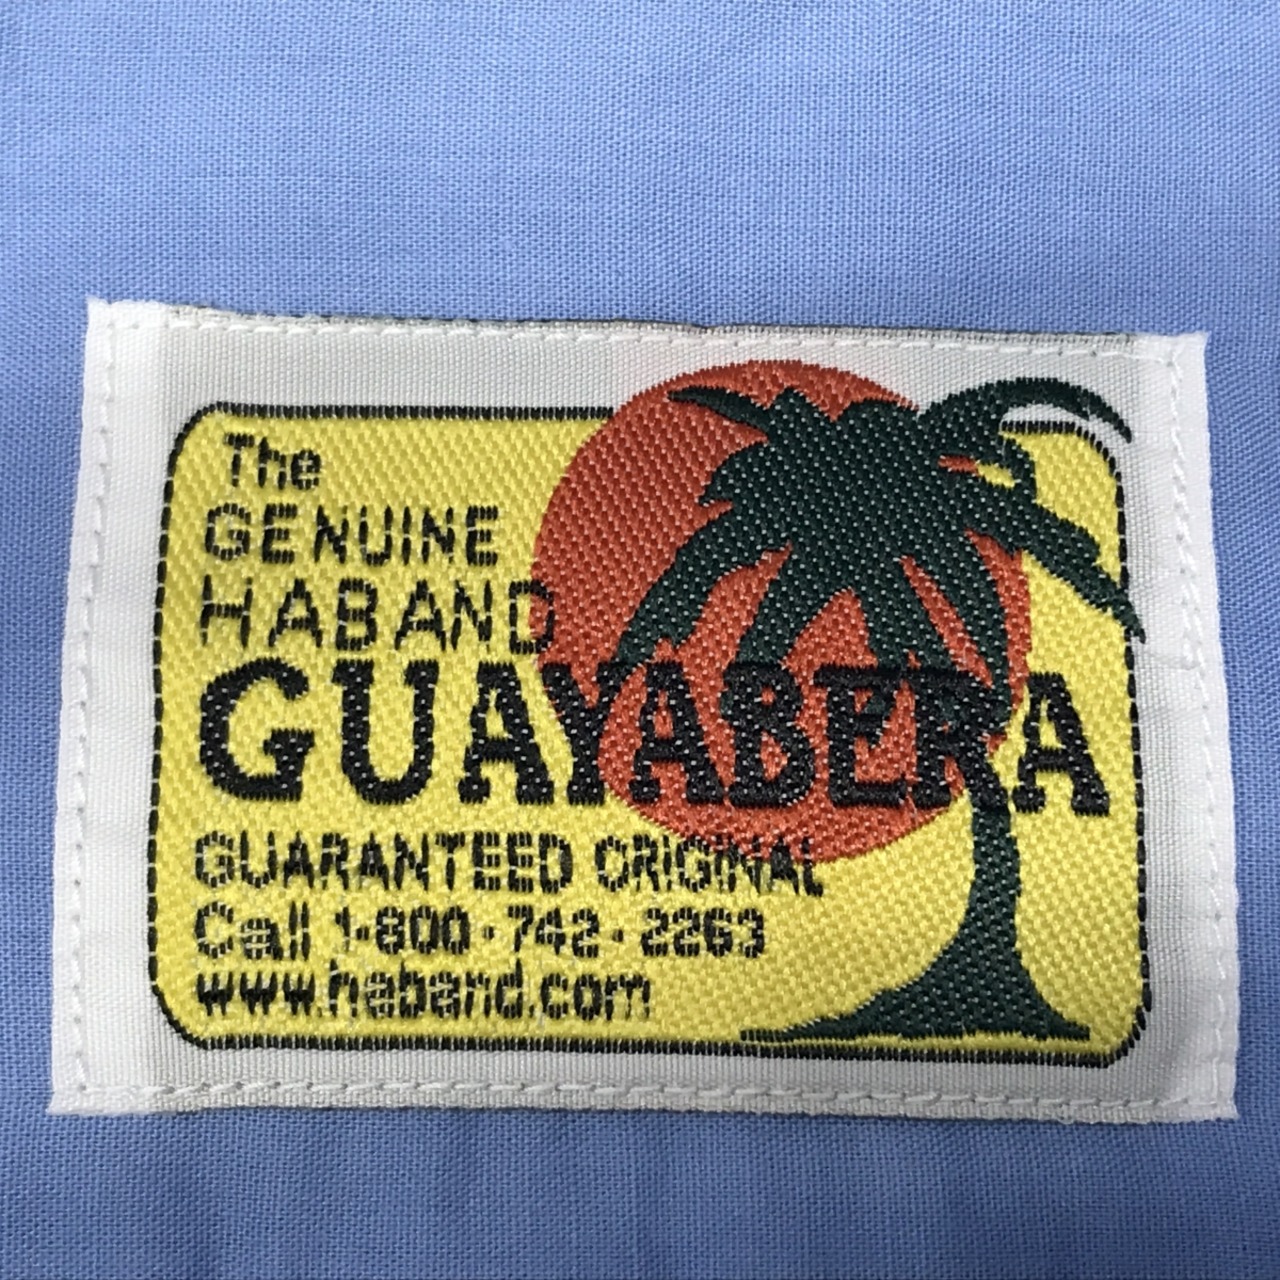 The
GENUINE
HABAND
GUAYABERA
GUARANTEED ORIGINAL
Call 1-800·742·2263
www.haband.com